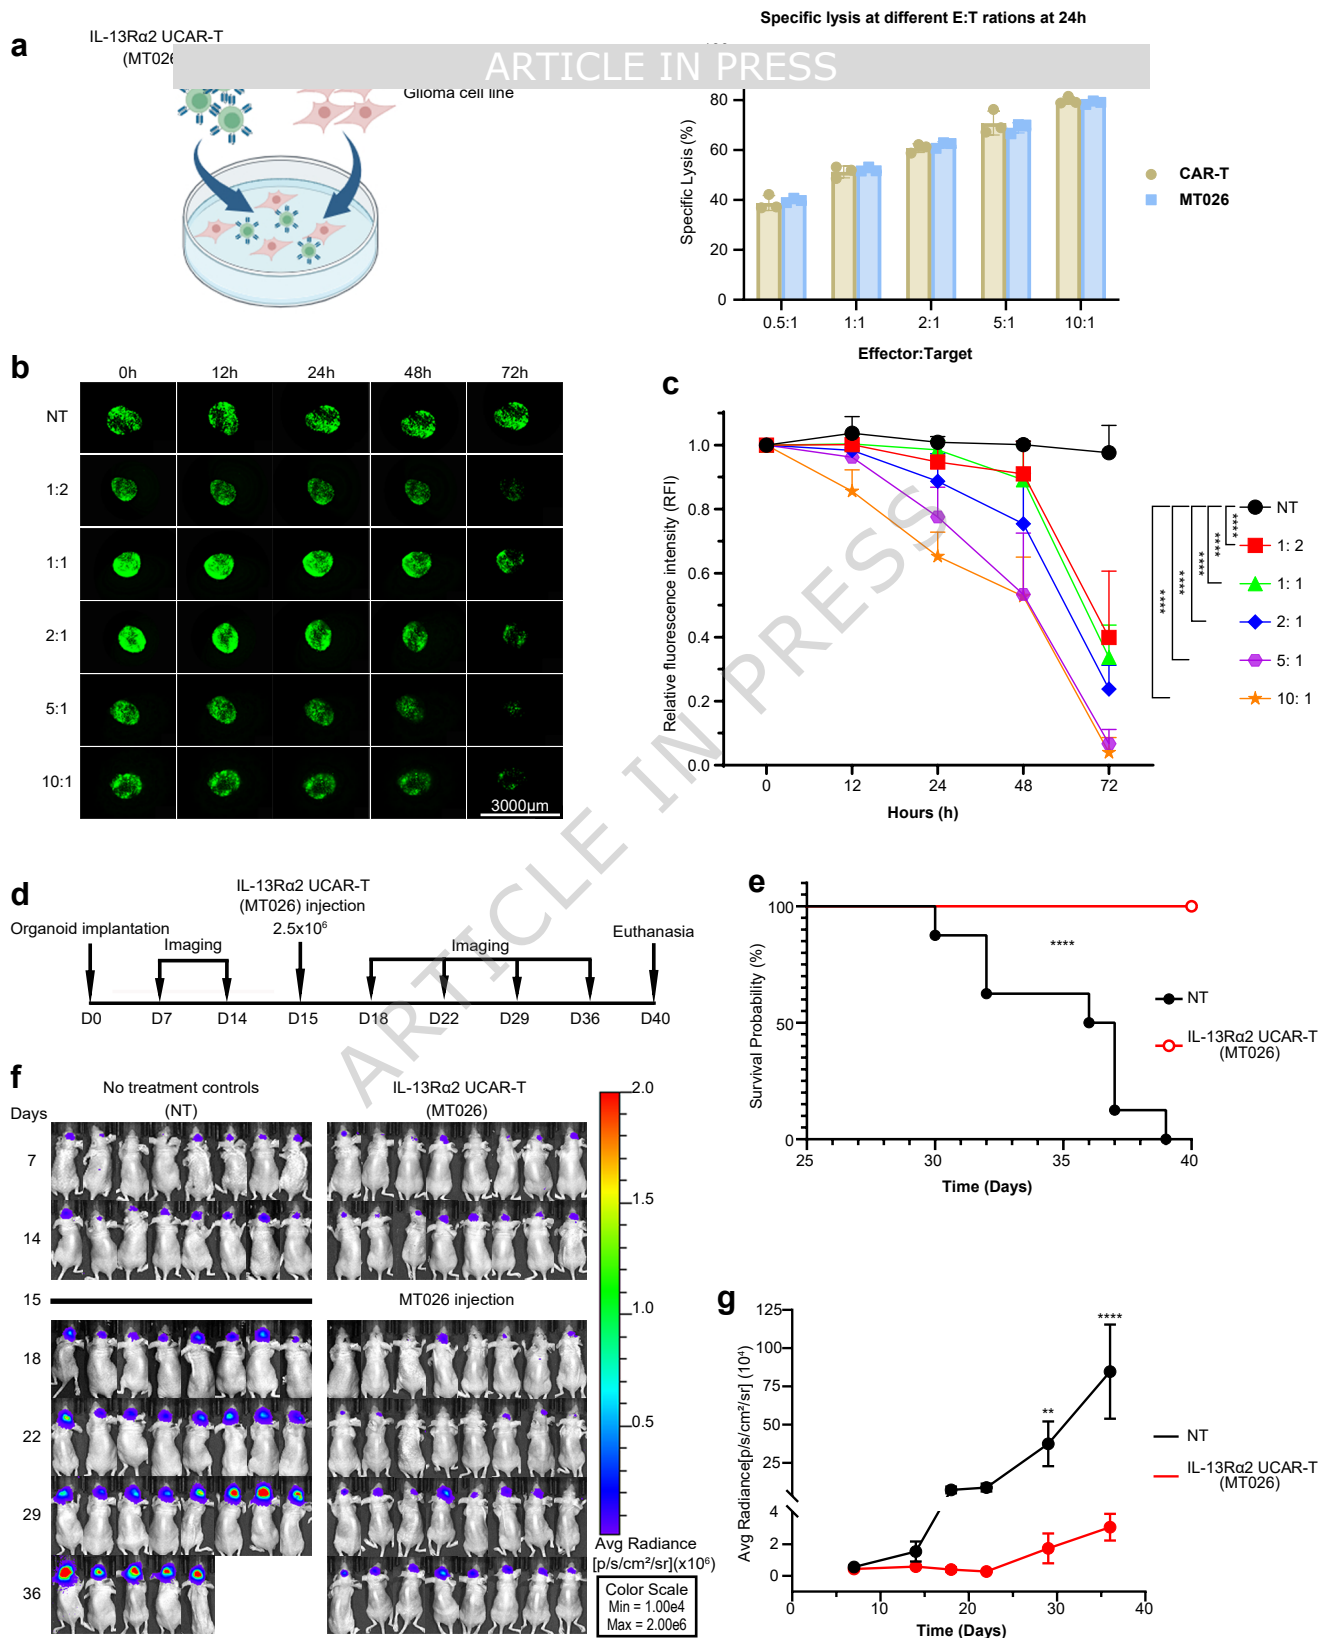 a
IL-13Rα2 UCAR-T
(MT026
Glioma cell line
ARTICLE IN PRESS
Specific lysis at different E:T rations at 24h
Specific Lysis (%)
80
60
40
20
0
0.5:1
1:1
2:1
5:1
10:1
Effector:Target
CAR-T
MT026
b
0h
12h
24h
48h
72h
NT
1:2
1:1
2:1
5:1
10:1
3000μm
c
Relative fluorescence intensity (RFI)
1.0
0.8
0.6
0.4
0.2
0.0
0
12
24
48
72
Hours (h)
NT
1: 2
1: 1
2: 1
5: 1
10: 1
****
****
****
****
****
ARTICLE IN PRESS
d
Organoid implantation
Imaging
IL-13Rα2 UCAR-T
(MT026) injection
2.5x10⁶
Imaging
Euthanasia
D0
D7
D14
D15
D18
D22
D29
D36
D40
e
Survival Probability (%)
100
50
0
25
30
35
40
Time (Days)
****
NT
IL-13Rα2 UCAR-T
(MT026)
f
No treatment controls
(NT)
IL-13Rα2 UCAR-T
(MT026)
Days
7
14
15
MT026 injection
18
22
29
36
2.0
1.5
1.0
0.5
Avg Radiance
[p/s/cm²/sr](x10⁶)
Color Scale
Min = 1.00e4
Max = 2.00e6
g
Avg Radiance[p/s/cm²/sr] (10⁴)
125
100
75
50
25
4
2
0
0
10
20
30
40
Time (Days)
**
****
NT
IL-13Rα2 UCAR-T
(MT026)